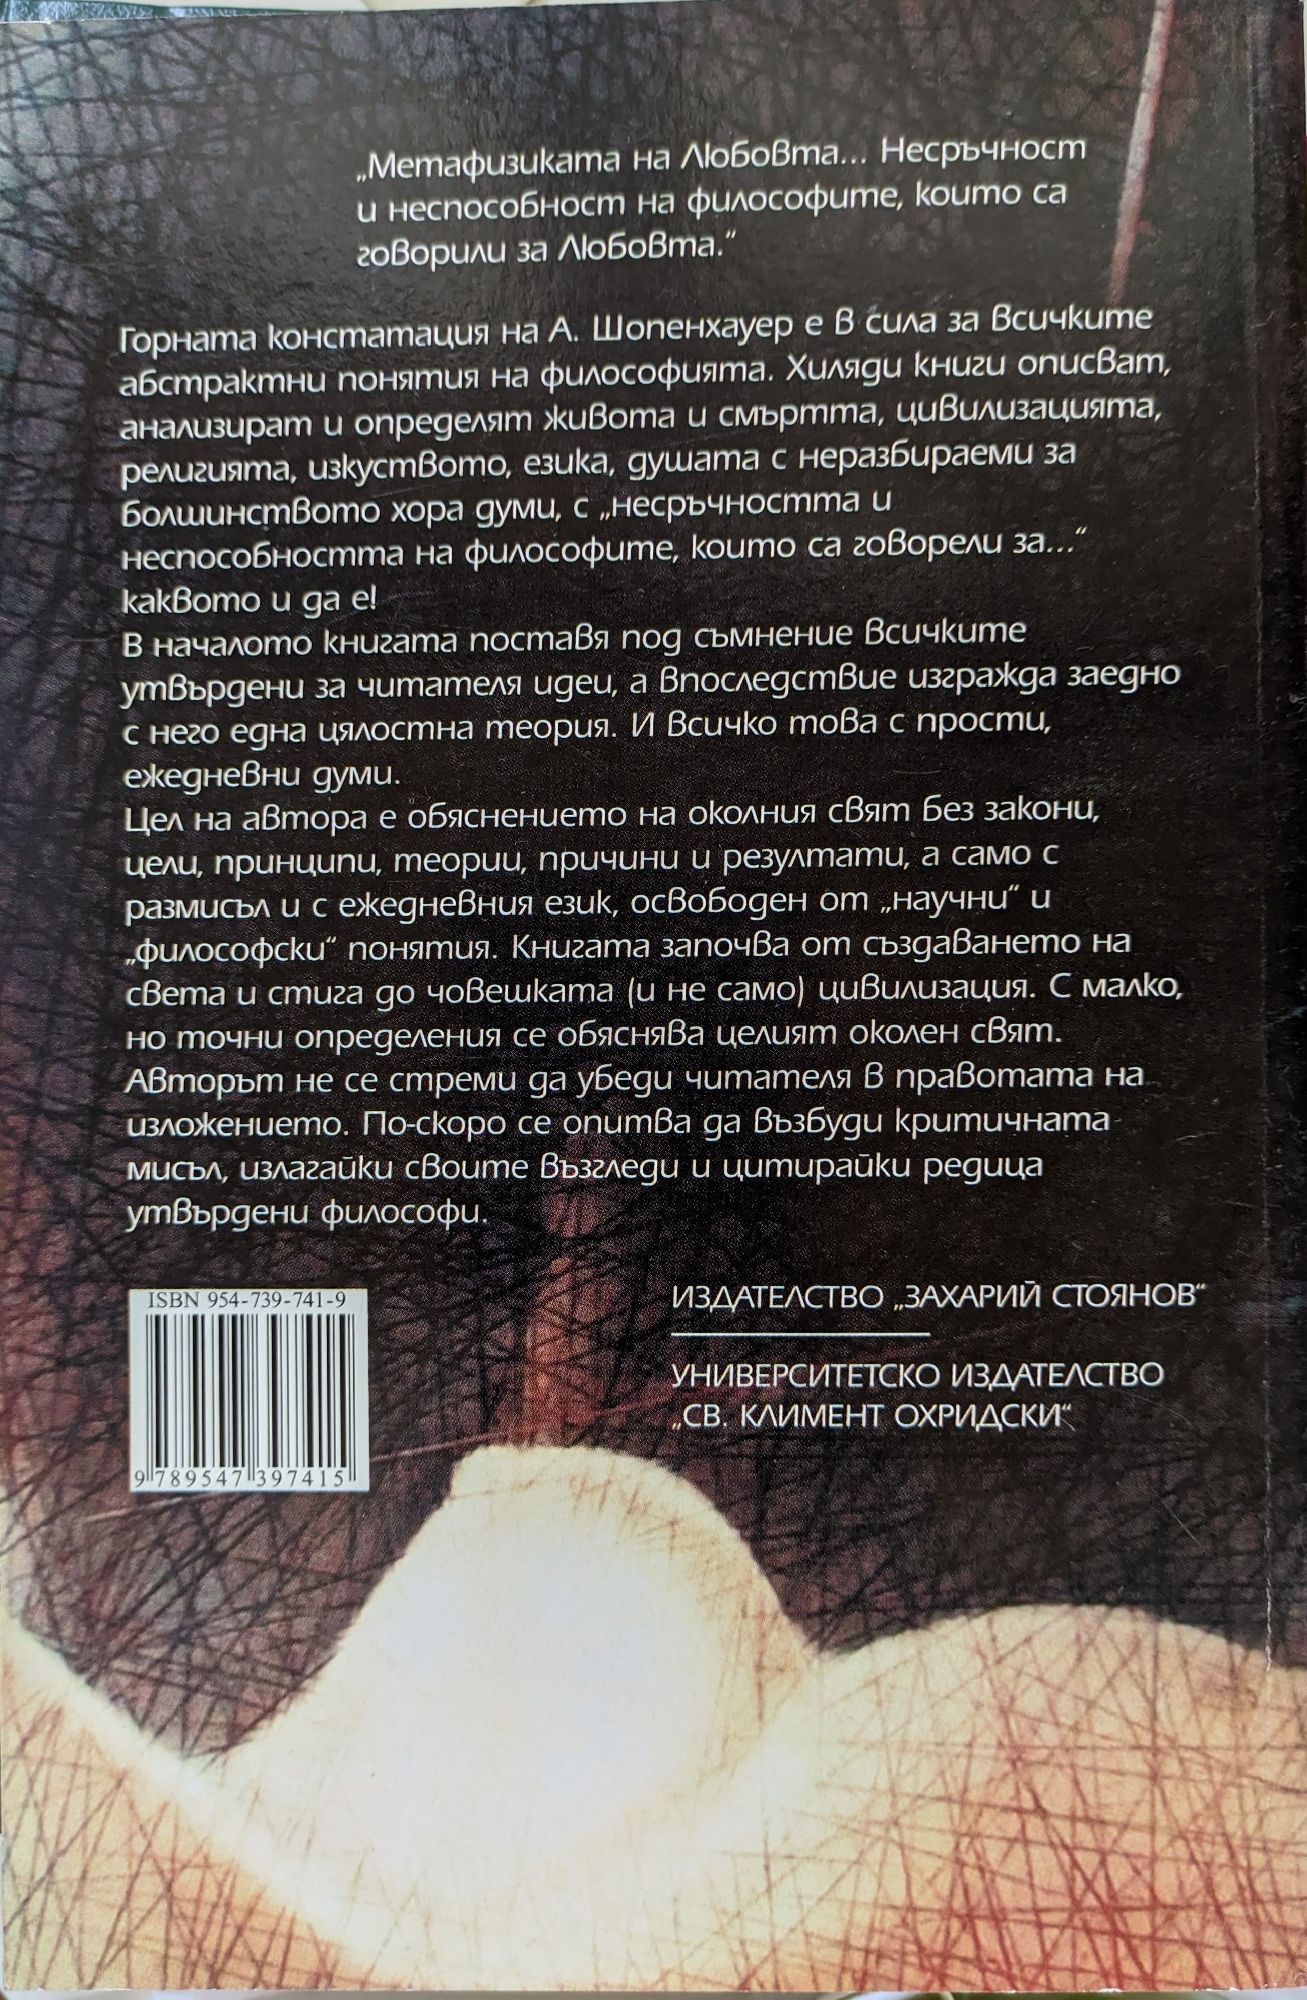 „Метафизиката на Любовта... Несръчност
и неспособност на философите, които са
говорили за Любовта.“
Горната констатация на А. Шопенхауер е в сила за всичките
абстрактни понятия на философията. Хиляди книги описват,
анализират и определят живота и смъртта, цивилизацията,
религията, изкуството, езика, душата с неразбираеми за
болшинството хора думи, с „несръчността и
неспособността на философите, които са говорели за...“
каквото и да е!
В началото книгата поставя под съмнение всичките
утвърдени за читателя идеи, а впоследствие изгражда заедно
с него една цялостна теория. И всичко това с прости,
ежедневни думи.
Цел на автора е обяснението на околния свят без закони,
цели, принципи, теории, причини и резултати, а само с
размисъл и с ежедневния език, освободен от „научни“ и
„философски“ понятия. Книгата започва от създаването на
света и стига до човешката (и не само) цивилизация. С малко,
но точни определения се обяснява целият околен свят.
Авторът не се стреми да убеди читателя в правотата на
изложението. По-скоро се опитва да възбуди критичната
мисъл, излагайки своите възгледи и цитирайки редица
утвърдени философи.
ISBN 954-739-741-9
9 789547 397415
ИЗДАТЕЛСТВО „ЗАХАРИЙ СТОЯНОВ“
УНИВЕРСИТЕТСКО ИЗДАТЕЛСТВО
„СВ. КЛИМЕНТ ОХРИДСКИ“